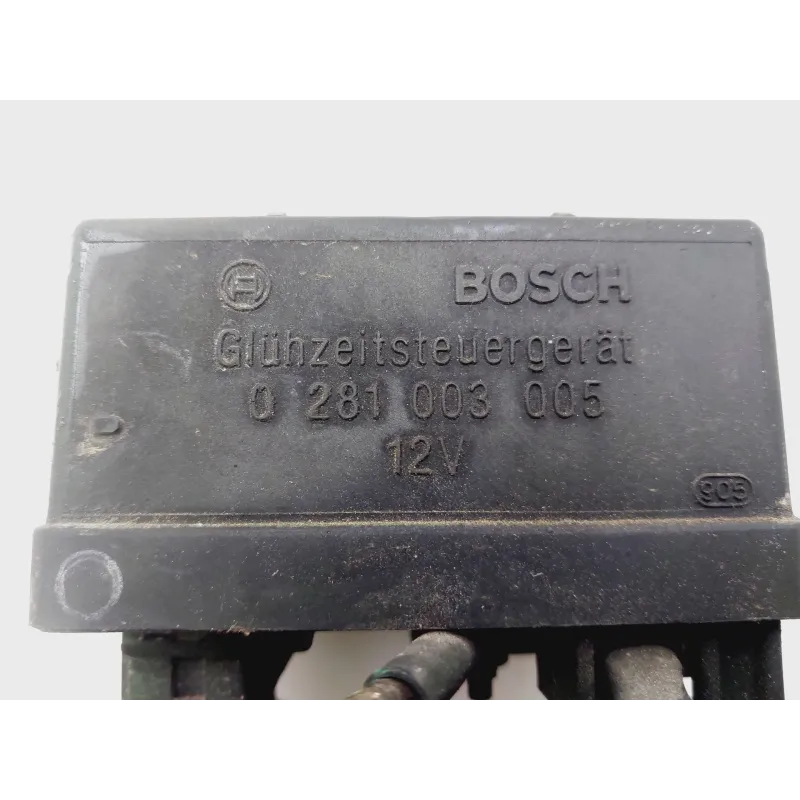 BOSCH
Glühzeitsteuergerät
0 281 003 005
12V
905